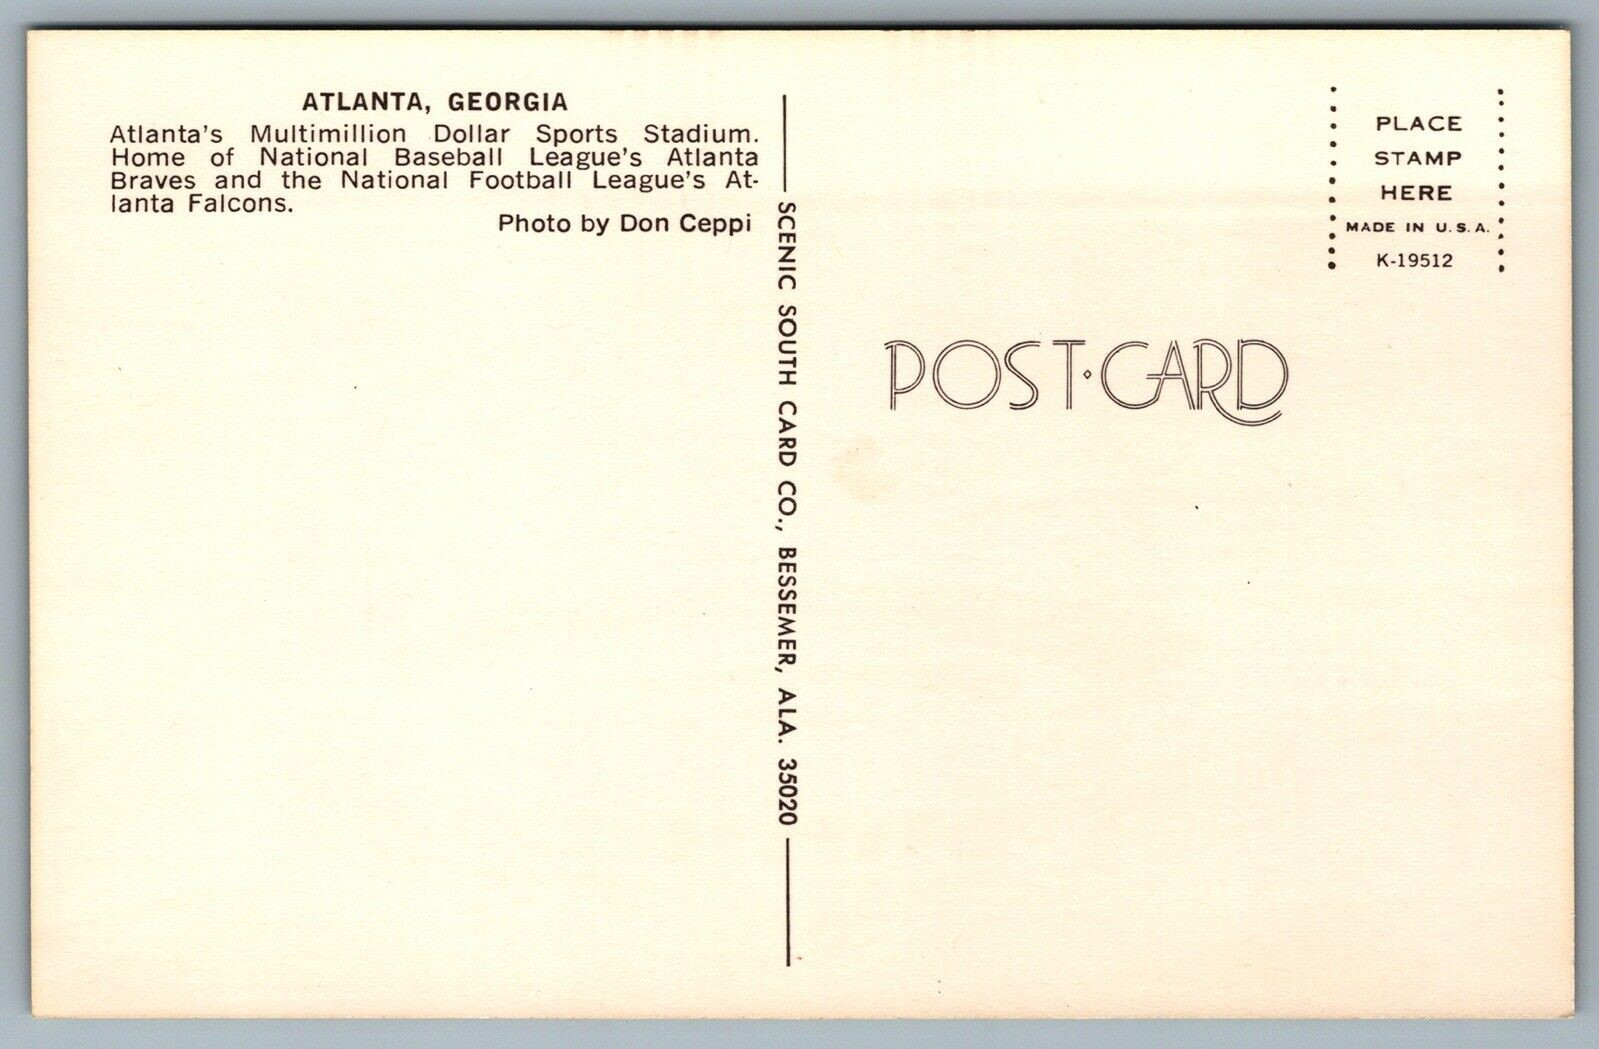 ATLANTA, GEORGIA
Atlanta's Multimillion Dollar Sports Stadium.
Home of National Baseball League's Atlanta
Braves and the National Football League's At-
lanta Falcons.
Photo by Don Ceppi
SCENIC SOUTH CARD CO., BESSEMER, ALA. 35020
PLACE
STAMP
HERE
MADE IN U.S.A.
K-19512
POST·CARD